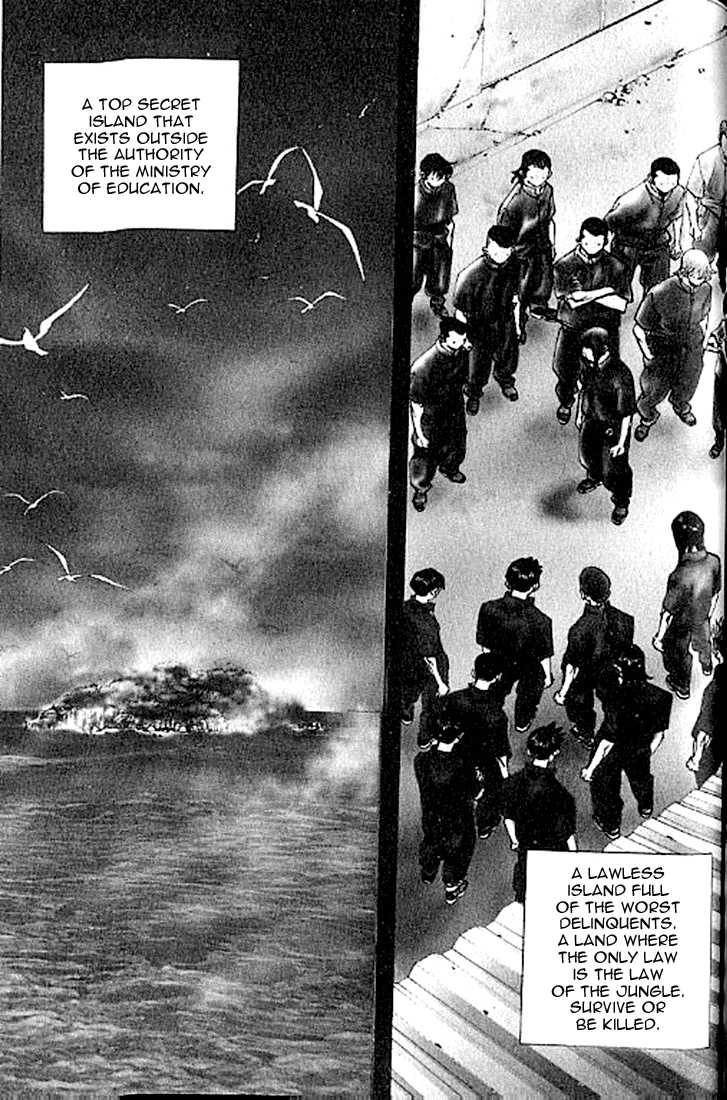 A TOP SECRET
ISLAND THAT
EXISTS OUTSIDE
THE AUTHORITY
OF THE MINISTRY
OF EDUCATION.
A LAWLESS
ISLAND FULL
OF THE WORST
DELINQUENTS.
A LAND WHERE
THE ONLY LAW
IS THE LAW
OF THE JUNGLE.
SURVIVE OR
BE KILLED.